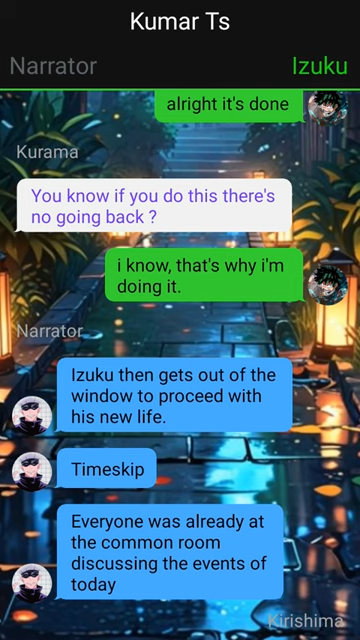 Kumar Ts
Narrator
Izuku
alright it's done
Kurama
You know if you do this there's
no going back ?
i know, that's why i'm
doing it.
Narrator
Izuku then gets out of the
window to proceed with
his new life.
Timeskip
Everyone was already at
the common room
discussing the events of
today
Kirishima